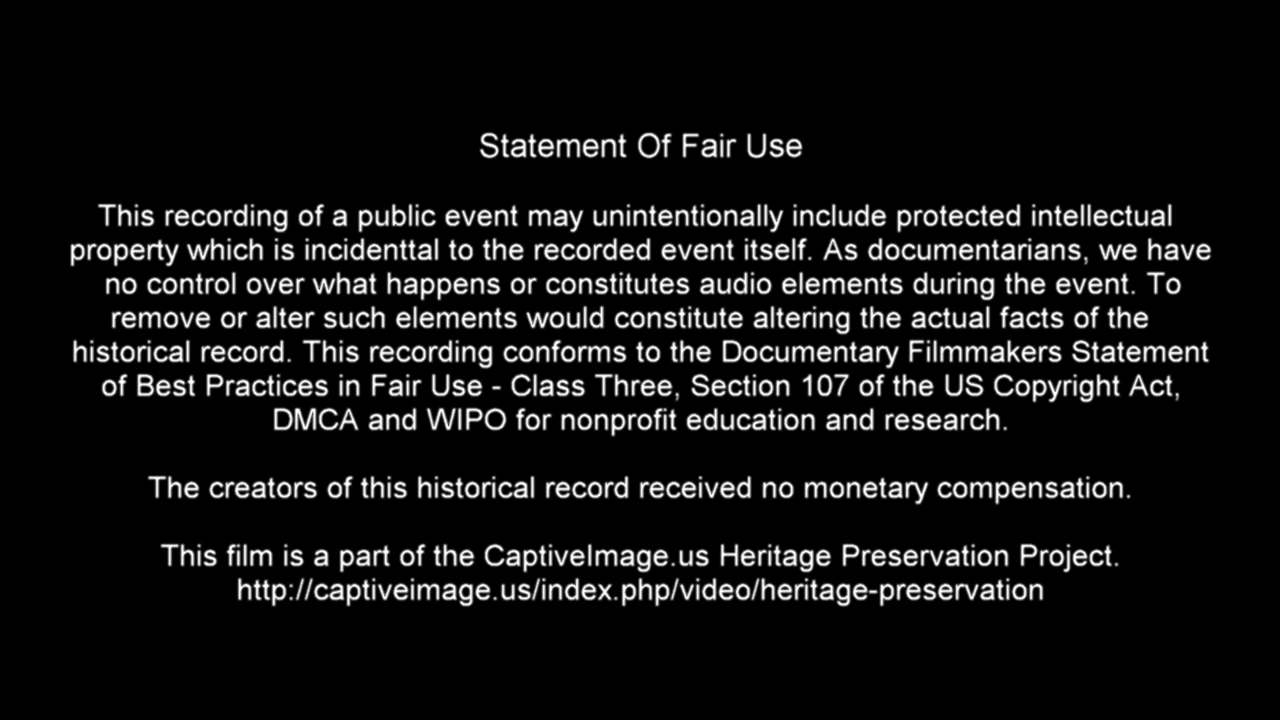 Statement Of Fair Use
This recording of a public event may unintentionally include protected intellectual
property which is incidenttal to the recorded event itself. As documentarians, we have
no control over what happens or constitutes audio elements during the event. To
remove or alter such elements would constitute altering the actual facts of the
historical record. This recording conforms to the Documentary Filmmakers Statement
of Best Practices in Fair Use - Class Three, Section 107 of the US Copyright Act,
DMCA and WIPO for nonprofit education and research.
The creators of this historical record received no monetary compensation.
This film is a part of the CaptiveImage.us Heritage Preservation Project.
http://captiveimage.us/index.php/video/heritage-preservation